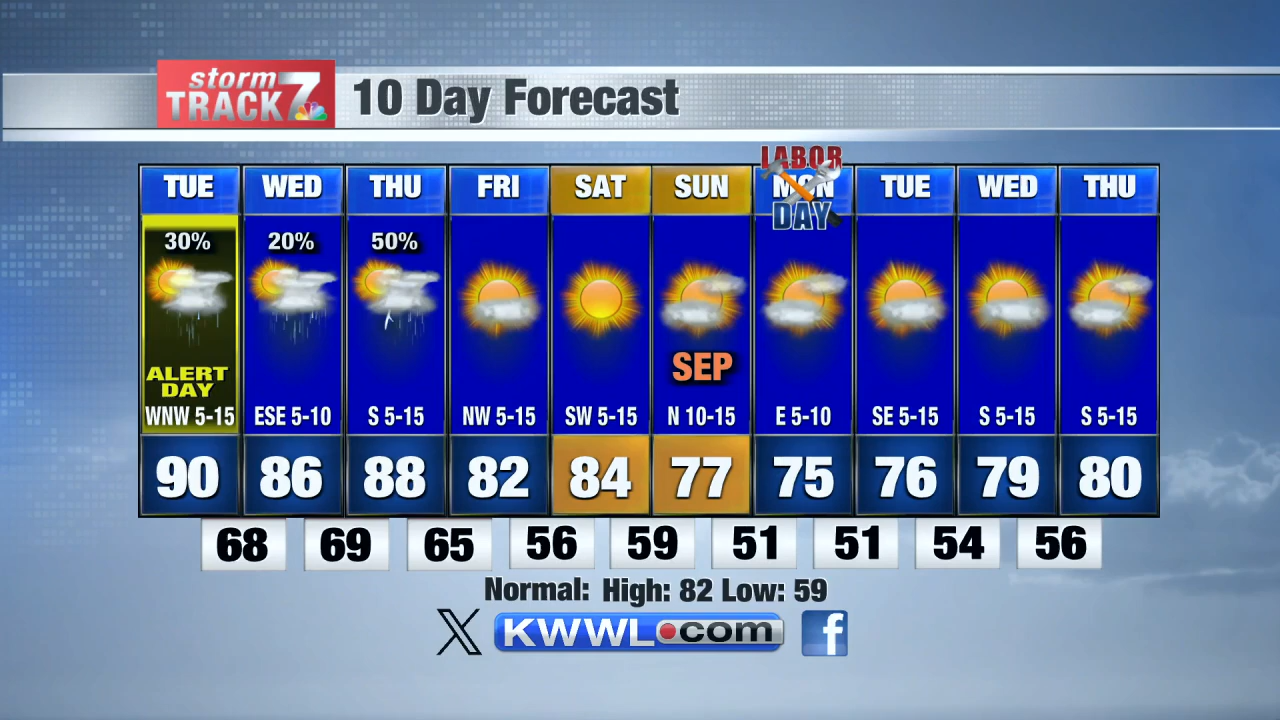 storm
TRACK 7
10 Day Forecast
TUE WED THU FRI SAT SUN LABOR MON DAY TUE WED THU
30% 20% 50%
SEP
ALERT
DAY
WNW 5-15 ESE 5-10 S 5-15 NW 5-15 SW 5-15 N 10-15 E 5-10 SE 5-15 S 5-15 S 5-15
90 86 88 82 84 77 75 76 79 80
68 69 65 56 59 51 51 54 56
Normal: High: 82 Low: 59
X KWWL.com f